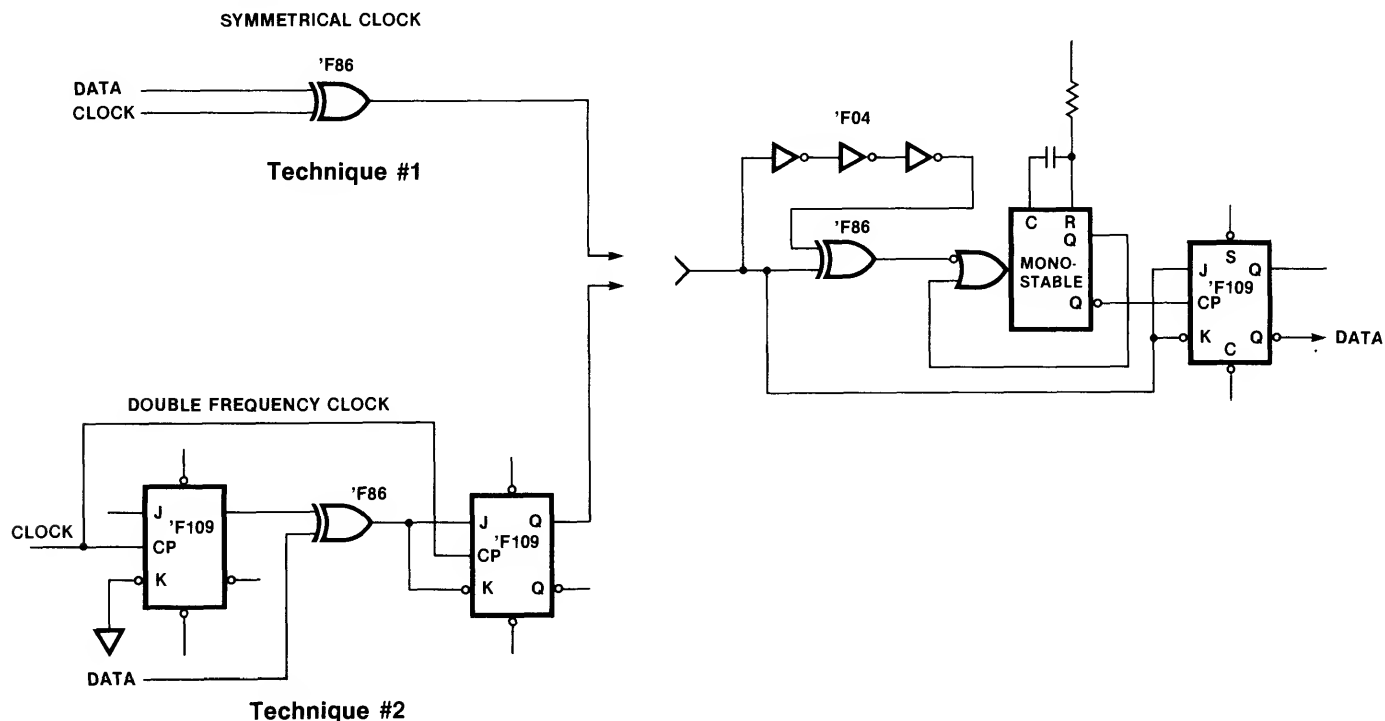 SYMMETRICAL CLOCK
'F86
DATA
CLOCK
Technique #1
'F04
'F86
C R
Q
MONO-
STABLE
Q
S
J Q
'F109
CP
K Q
C
DATA
DOUBLE FREQUENCY CLOCK
'F86
CLOCK
J
'F109
CP
K
J Q
'F109
CP
K Q
DATA
Technique #2